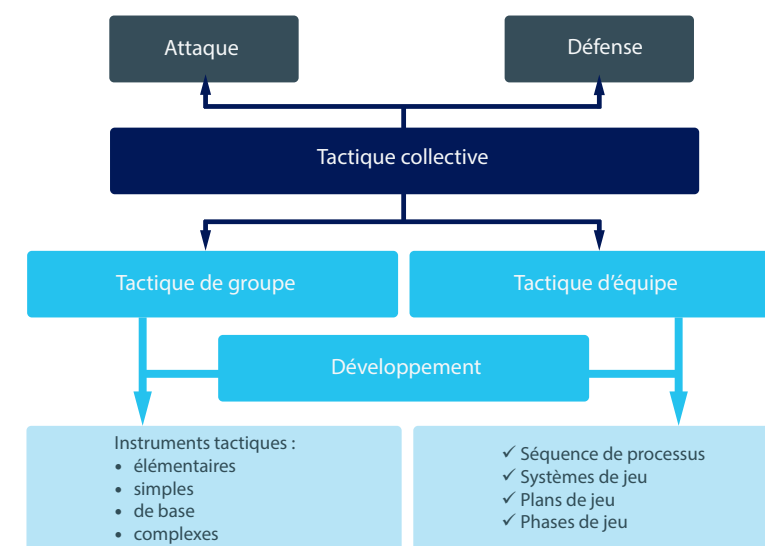 Attaque
Défense
Tactique collective
Tactique de groupe
Tactique d’équipe
Développement
Instruments tactiques :
• élémentaires
• simples
• de base
• complexes
✓ Séquence de processus
✓ Systèmes de jeu
✓ Plans de jeu
✓ Phases de jeu